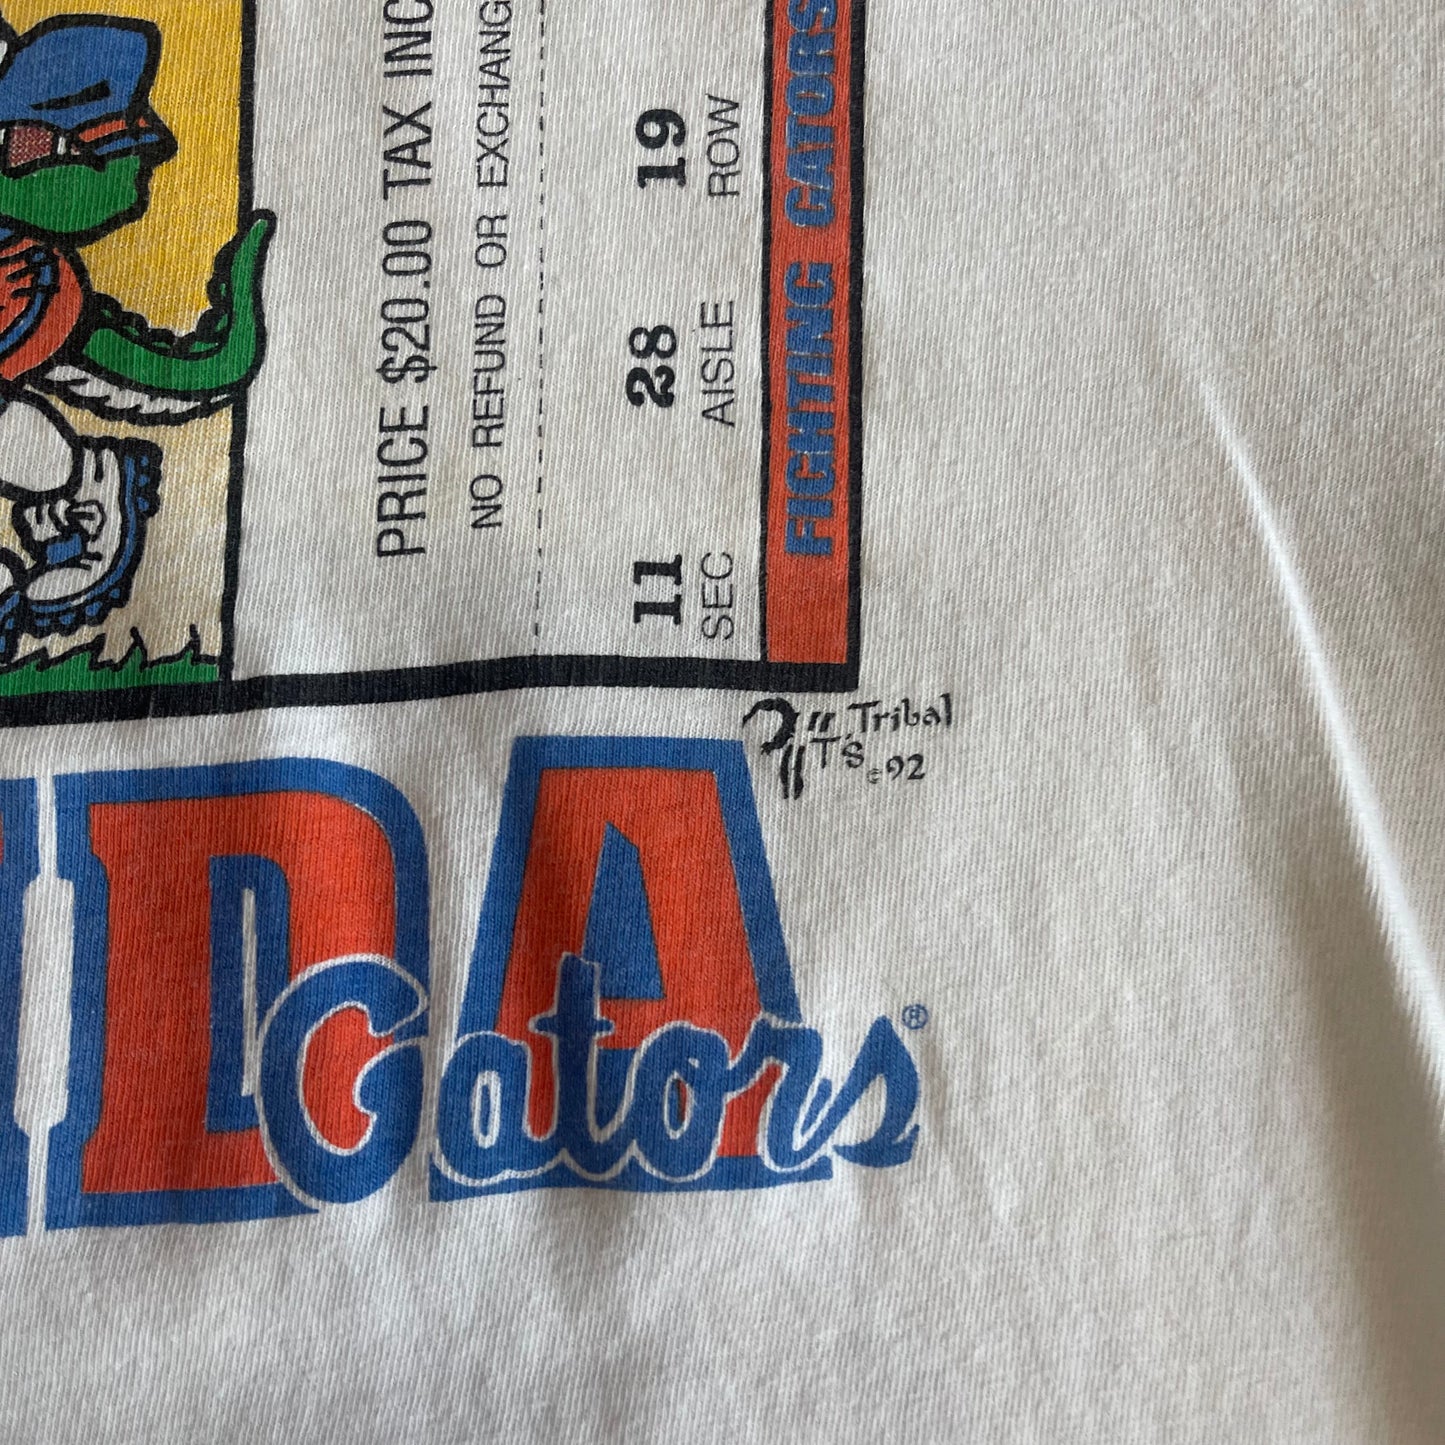 PRICE $20.00 TAX INC
NO REFUND OR EXCHANG
11 28 19
SEC AISLE ROW
FIGHTING GATORS
Tribal
T'S ©92
DA
Gators®